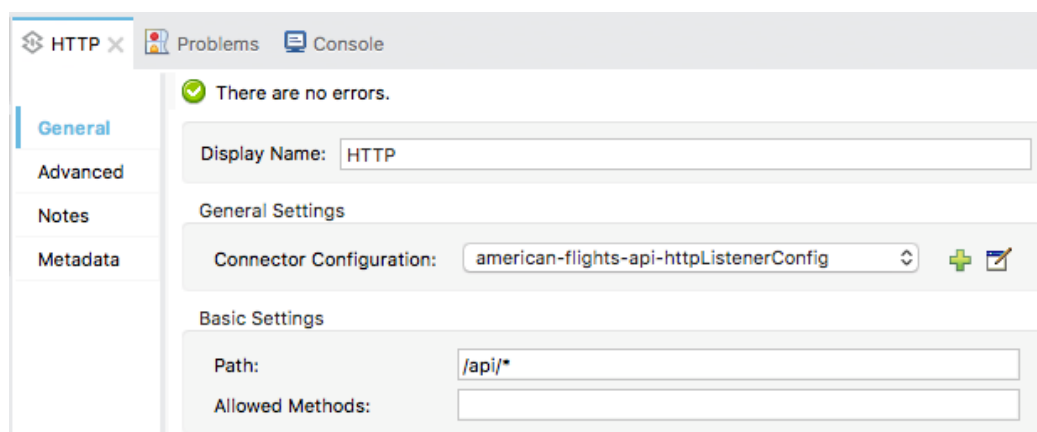 HTTP Problems Console
There are no errors.
General
Display Name: HTTP
Advanced
Notes
General Settings
Metadata
Connector Configuration: american-flights-api-httpListenerConfig
Basic Settings
Path: /api/*
Allowed Methods: